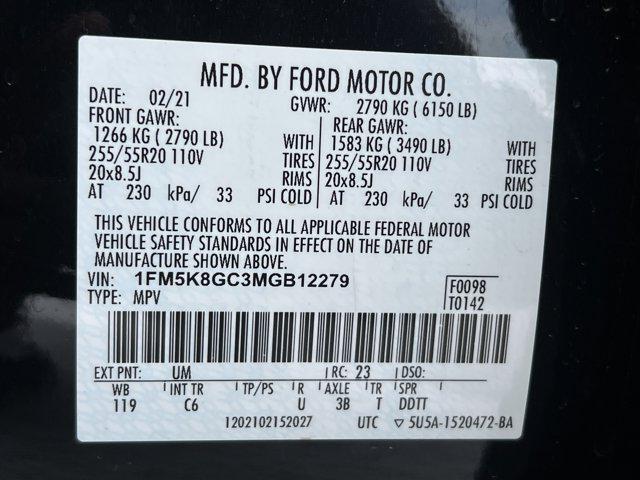 MFD. BY FORD MOTOR CO.
DATE: 02/21 GVWR: 2790 KG ( 6150 LB)
FRONT GAWR: REAR GAWR:
1266 KG ( 2790 LB) WITH 1583 KG ( 3490 LB) WITH
255/55R20 110V TIRES 255/55R20 110V TIRES
20x8.5J RIMS 20x8.5J RIMS
AT 230 kPa/ 33 PSI COLD AT 230 kPa/ 33 PSI COLD
THIS VEHICLE CONFORMS TO ALL APPLICABLE FEDERAL MOTOR
VEHICLE SAFETY STANDARDS IN EFFECT ON THE DATE OF
MANUFACTURE SHOWN ABOVE.
VIN: 1FM5K8GC3MGB12279 F0098
TYPE: MPV T0142
EXT PNT: UM RC: 23 DSO:
WB INT TR TP/PS R AXLE TR SPR
119 C6 U 3B T DDTT
1202102152027 UTC ▽ 5U5A-1520472-BA